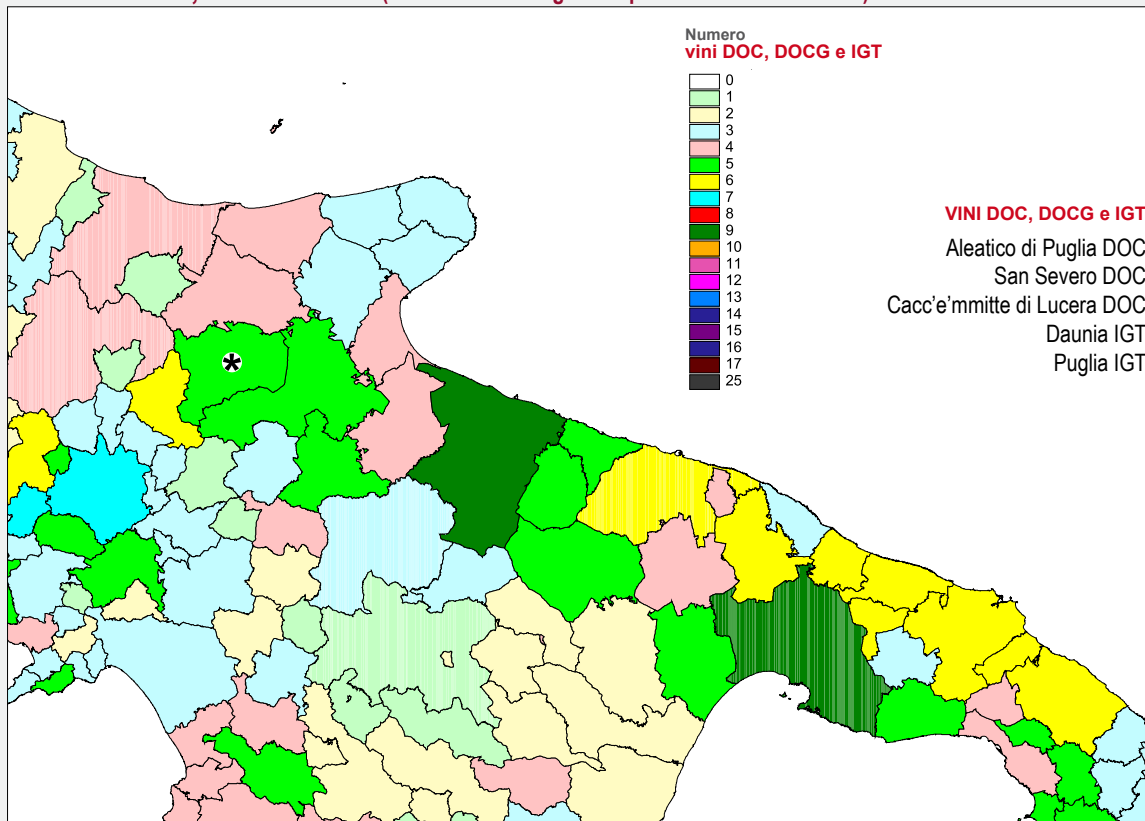 Numero
vini DOC, DOCG e IGT
0
1
2
3
4
5
6
7
8
9
10
11
12
13
14
15
16
17
25
VINI DOC, DOCG e IGT
Aleatico di Puglia DOC
San Severo DOC
Cacc'e'mmitte di Lucera DOC
Daunia IGT
Puglia IGT
*